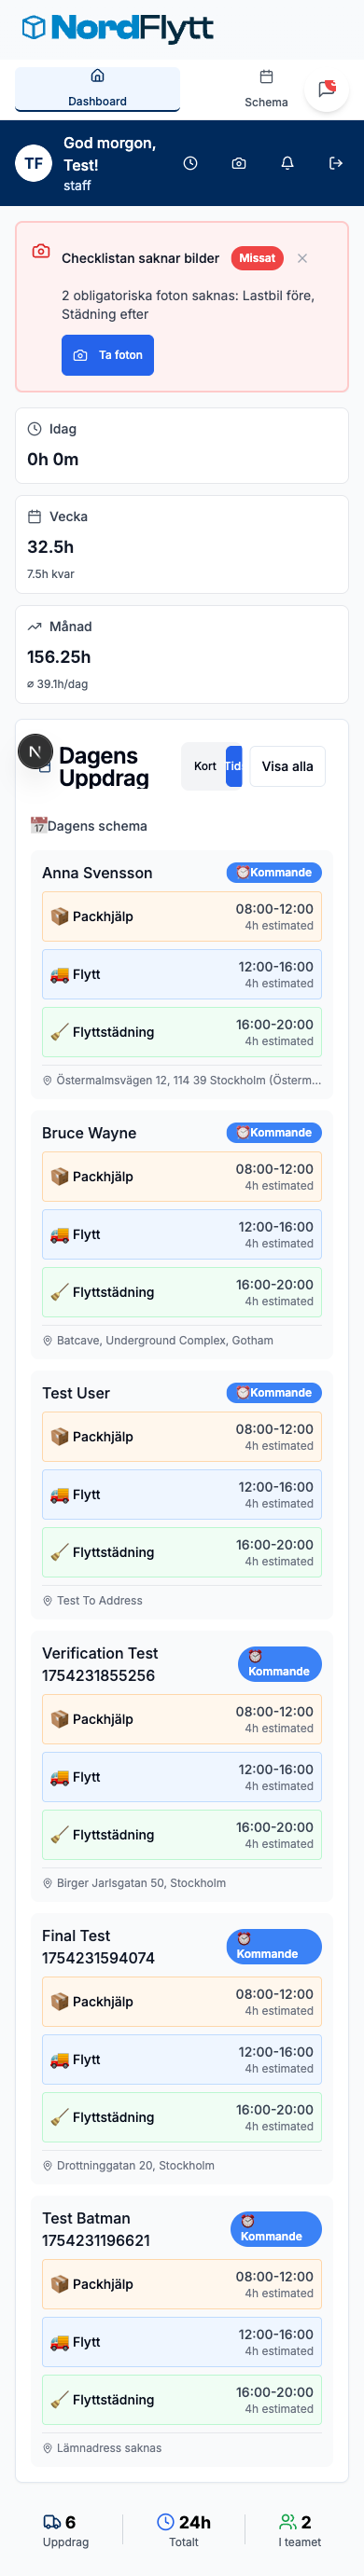 NordFlytt
Dashboard
Schema
TF
God morgon,
Test!
staff
Checklistan saknar bilder
Missat
2 obligatoriska foton saknas: Lastbil före,
Städning efter
Ta foton
Idag
0h 0m
Vecka
32.5h
7.5h kvar
Månad
156.25h
⌀ 39.1h/dag
N
Dagens
Uppdrag
Kort
Visa alla
17
Dagens schema
Anna Svensson
Kommande
Packhjälp
08:00-12:00
4h estimated
Flytt
12:00-16:00
4h estimated
Flyttstädning
16:00-20:00
4h estimated
Östermalmsvägen 12, 114 39 Stockholm (Österm...
Bruce Wayne
Kommande
Packhjälp
08:00-12:00
4h estimated
Flytt
12:00-16:00
4h estimated
Flyttstädning
16:00-20:00
4h estimated
Batcave, Underground Complex, Gotham
Test User
Kommande
Packhjälp
08:00-12:00
4h estimated
Flytt
12:00-16:00
4h estimated
Flyttstädning
16:00-20:00
4h estimated
Test To Address
Verification Test
1754231855256
Kommande
Packhjälp
08:00-12:00
4h estimated
Flytt
12:00-16:00
4h estimated
Flyttstädning
16:00-20:00
4h estimated
Birger Jarlsgatan 50, Stockholm
Final Test
1754231594074
Kommande
Packhjälp
08:00-12:00
4h estimated
Flytt
12:00-16:00
4h estimated
Flyttstädning
16:00-20:00
4h estimated
Drottninggatan 20, Stockholm
Test Batman
1754231196621
Kommande
Packhjälp
08:00-12:00
4h estimated
Flytt
12:00-16:00
4h estimated
Flyttstädning
16:00-20:00
4h estimated
Lämnadress saknas
6
Uppdrag
24h
Totalt
2
I teamet